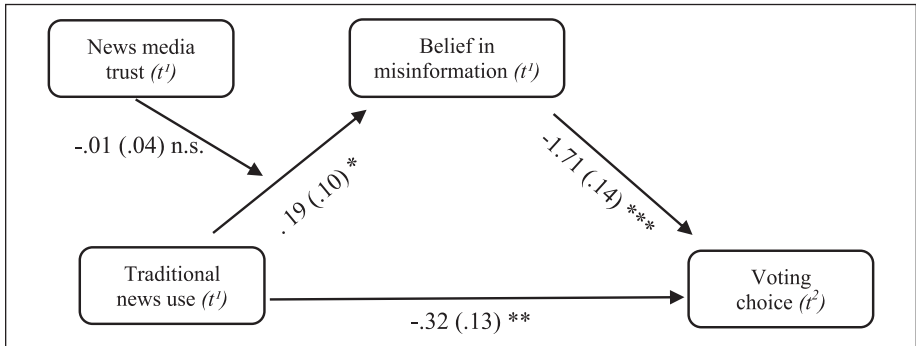 News media
trust (t¹)
Belief in
misinformation (t¹)
-.01 (.04) n.s.
.19 (.10) *
-1.71 (.14) ***
Traditional
news use (t¹)
Voting
choice (t²)
-.32 (.13) **